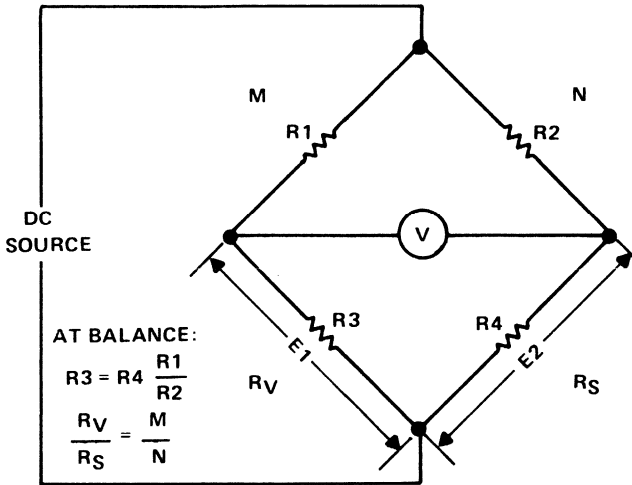 M
N
R1
R2
DC
SOURCE
V
R3
R4
E1
E2
AT BALANCE:
R3 = R4 R1/R2
RV
RS
RV/RS = M/N